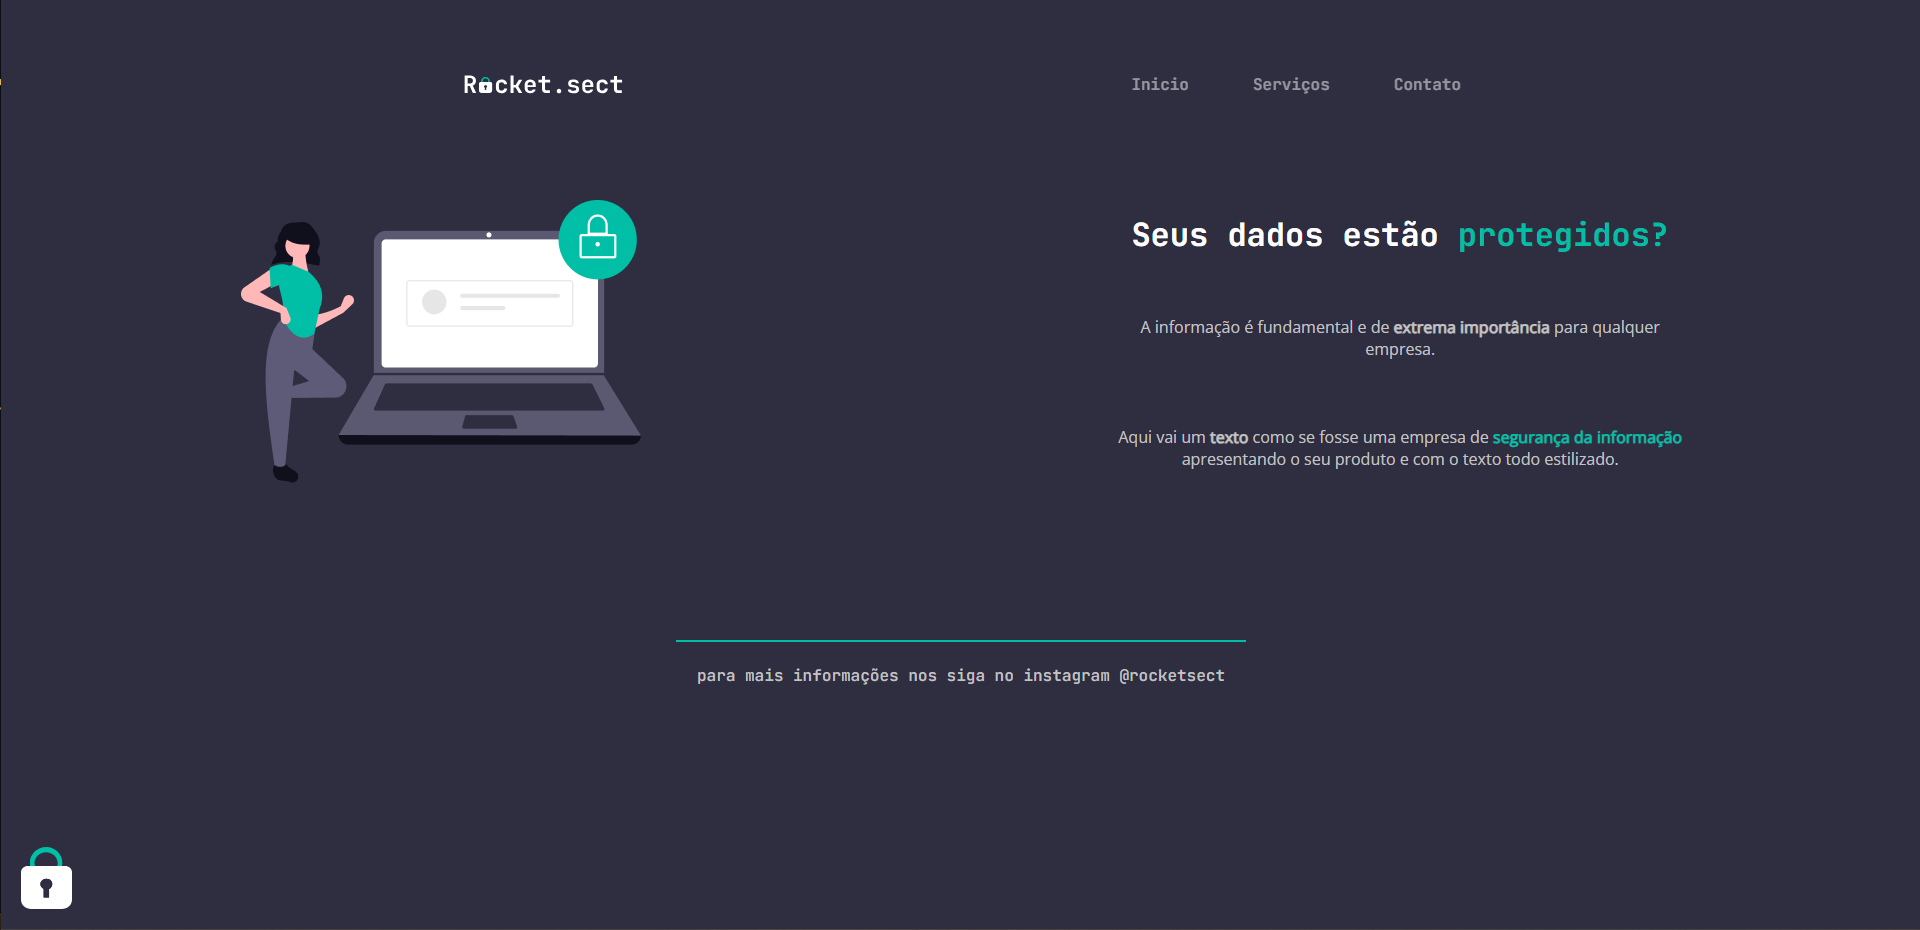 Rocket.sect
Inicio Serviços Contato
Seus dados estão protegidos?
A informação é fundamental e de extrema importância para qualquer
empresa.
Aqui vai um texto como se fosse uma empresa de segurança da informação
apresentando o seu produto e com o texto todo estilizado.
para mais informações nos siga no instagram @rocketsect